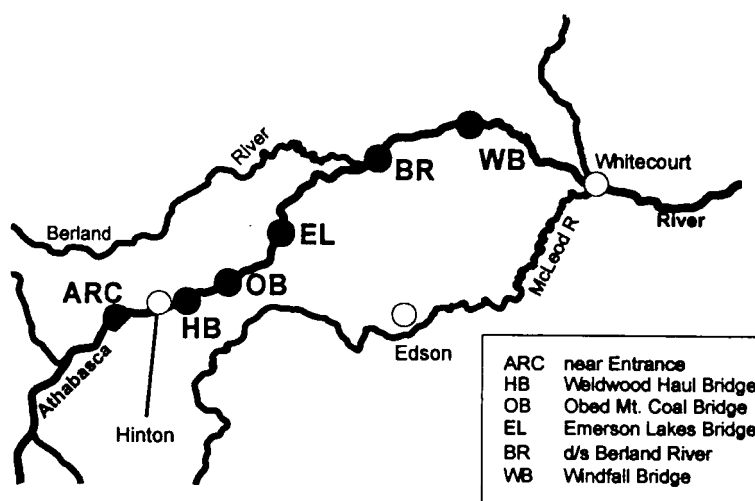 River
Berland
BR
WB
Whitecourt
River
EL
McLeod R
OB
ARC
HB
Edson
Athabasca
Hinton
ARC near Entrance
HB Weldwood Haul Bridge
OB Obed Mt. Coal Bridge
EL Emerson Lakes Bridge
BR d/s Berland River
WB Windfall Bridge